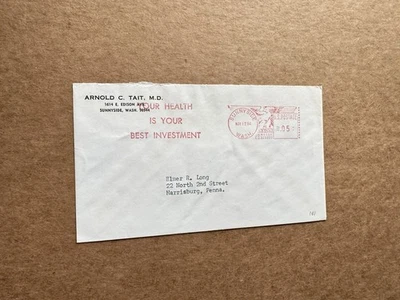 ARNOLD C. TAIT, M.D.
1614 E. EDISON AVE.
SUNNYSIDE, WASH.
YOUR HEALTH
IS YOUR
BEST INVESTMENT
SUNNYSIDE
WASH.
U.S. POSTAGE
.05
Elmer R. Long
22 North 2nd Street
Harrisburg, Penna.